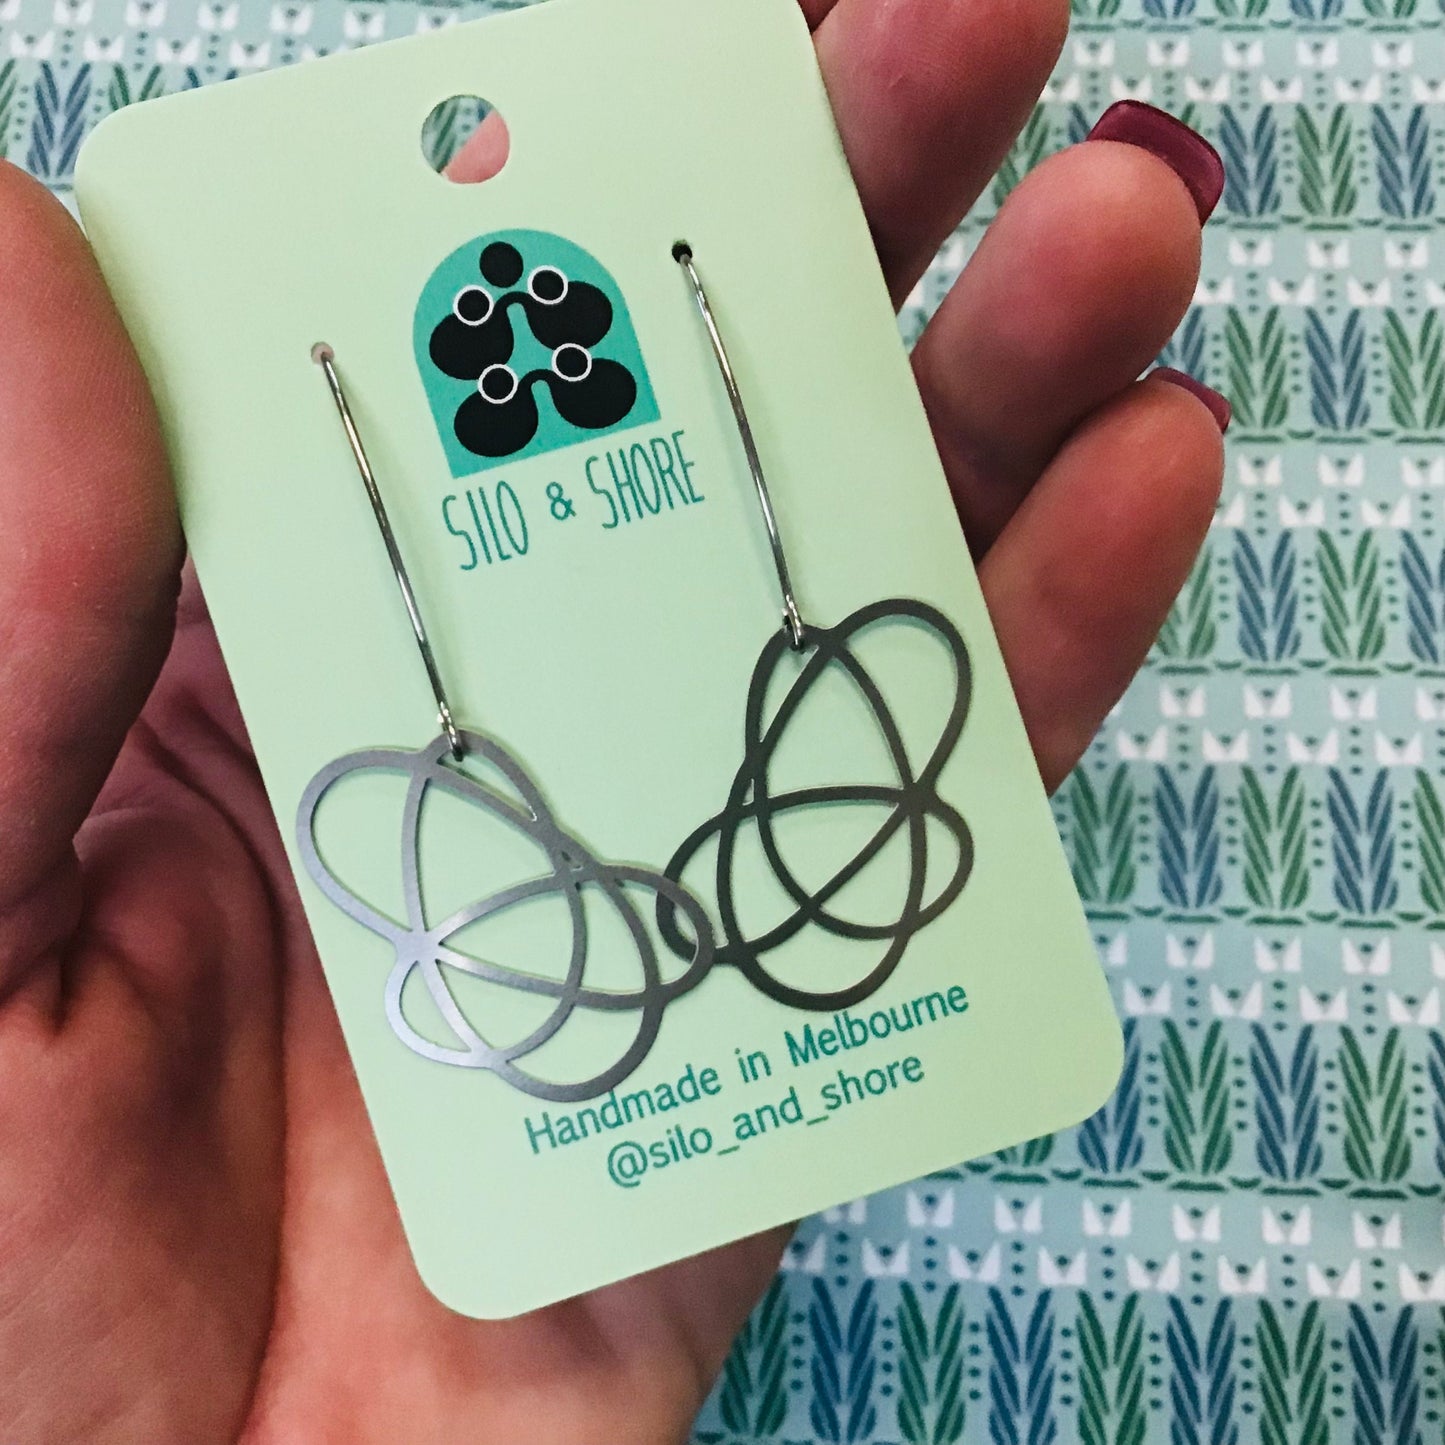 SILO & SHORE
Handmade in Melbourne
@silo_and_shore